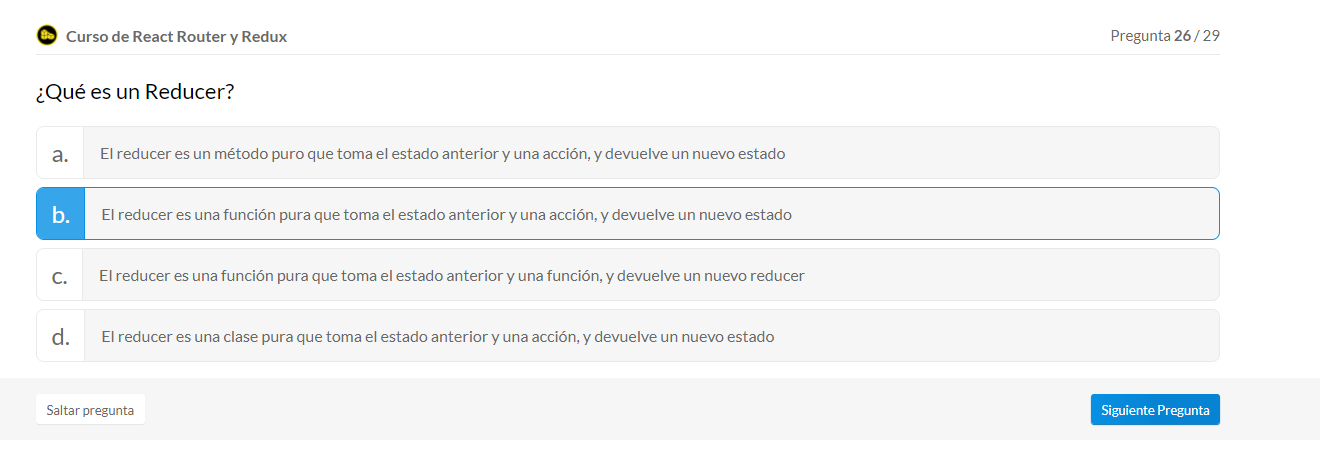 Curso de React Router y Redux
Pregunta 26 / 29
¿Qué es un Reducer?
a. El reducer es un método puro que toma el estado anterior y una acción, y devuelve un nuevo estado
b. El reducer es una función pura que toma el estado anterior y una acción, y devuelve un nuevo estado
c. El reducer es una función pura que toma el estado anterior y una función, y devuelve un nuevo reducer
d. El reducer es una clase pura que toma el estado anterior y una acción, y devuelve un nuevo estado
Saltar pregunta
Siguiente Pregunta